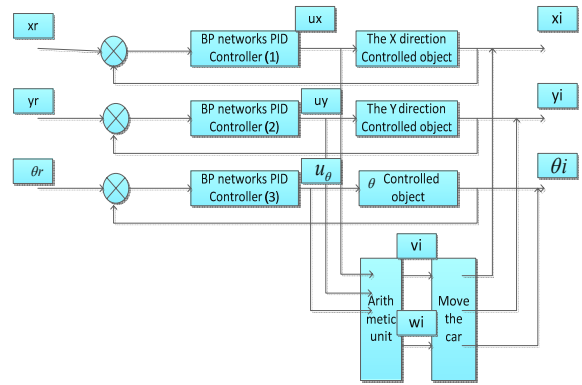 xr
ux
xi
BP networks PID
Controller(1)
The X direction
Controlled object
yr
uy
yi
BP networks PID
Controller(2)
The Y direction
Controlled object
θr
uθ
θi
BP networks PID
Controller(3)
θ Controlled
object
vi
Arith
metic
unit
wi
Move
the
car